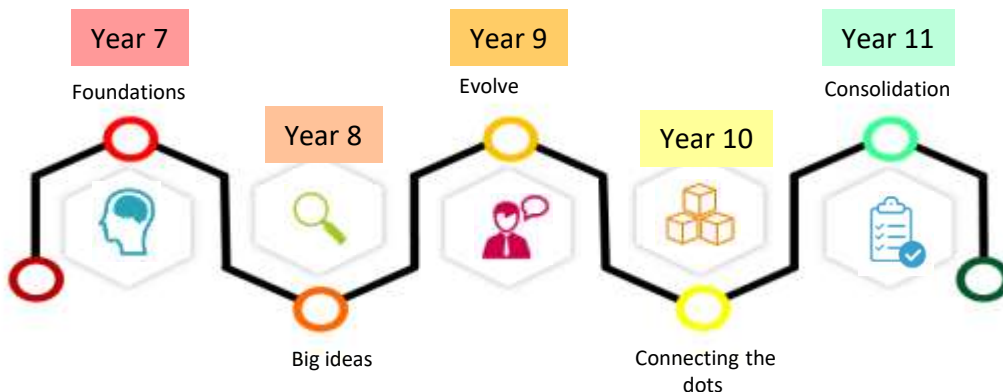 Year 7
Foundations
Year 8
Big ideas
Year 9
Evolve
Year 10
Connecting the
dots
Year 11
Consolidation